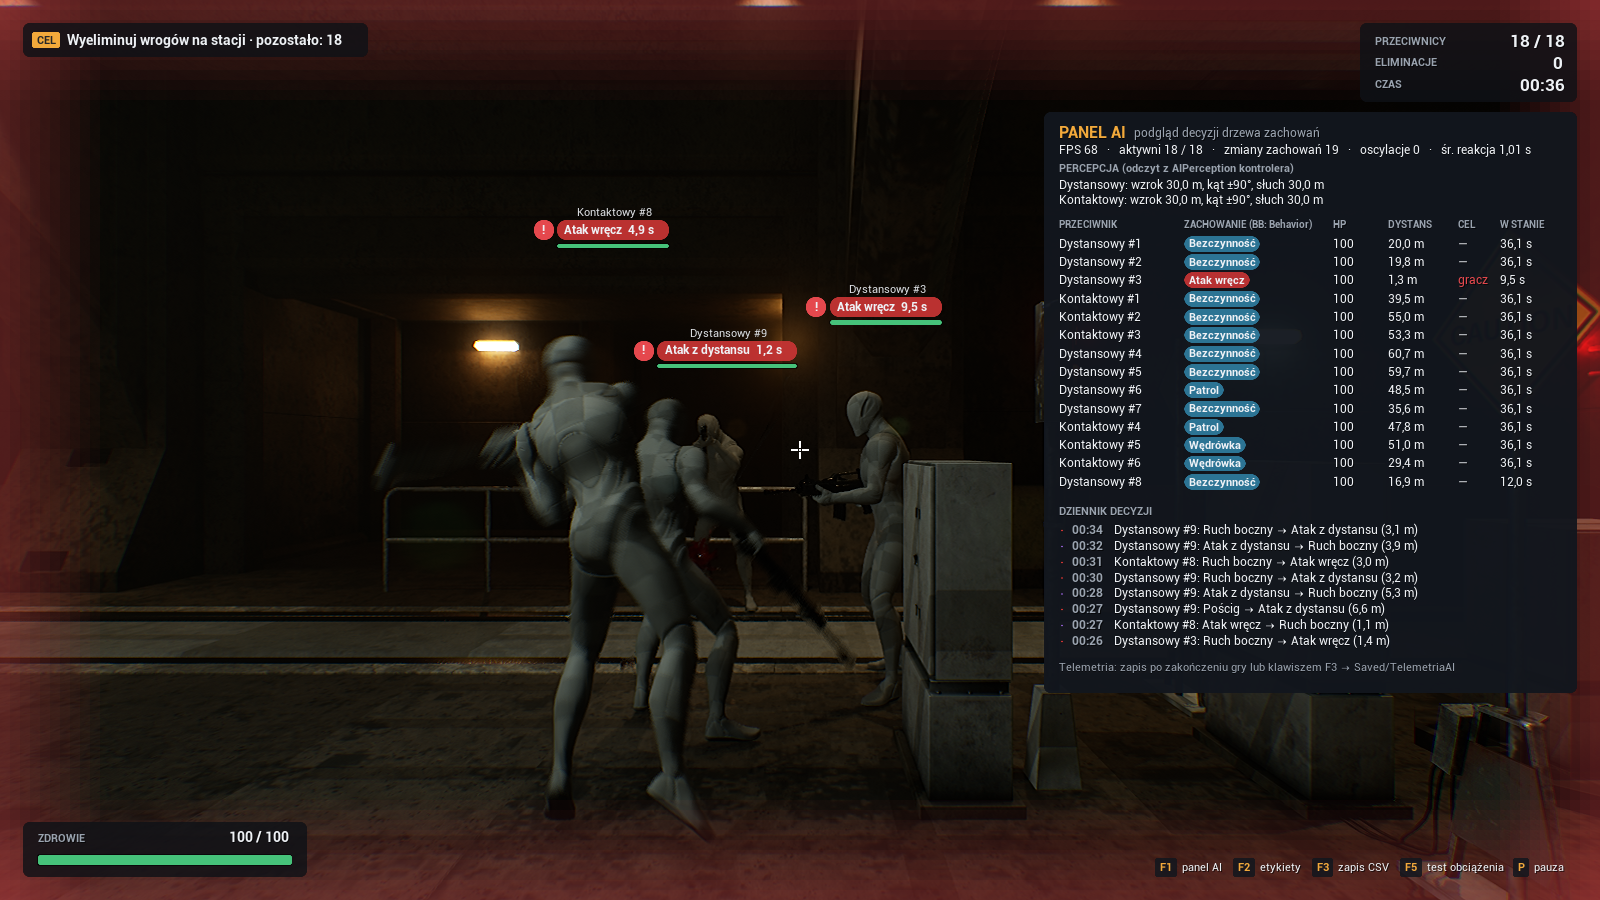 CEL Wyeliminuj wrogów na stacji · pozostało: 18
PRZECIWNICY 18 / 18
ELIMINACJE 0
CZAS 00:36
Kontaktowy #8
! Atak wręcz 4,9 s
Dystansowy #3
! Atak wręcz 9,5 s
Dystansowy #9
! Atak z dystansu 1,2 s
PANEL AI podgląd decyzji drzewa zachowań
FPS 68 · aktywni 18 / 18 · zmiany zachowań 19 · oscylacje 0 · śr. reakcja 1,01 s
PERCEPCJA (odczyt z AIPerception kontrolera)
Dystansowy: wzrok 30,0 m, kąt ±90°, słuch 30,0 m
Kontaktowy: wzrok 30,0 m, kąt ±90°, słuch 30,0 m
PRZECIWNIK ZACHOWANIE (BB: Behavior) HP DYSTANS CEL W STANIE
Dystansowy #1 Bezczynność 100 20,0 m — 36,1 s
Dystansowy #2 Bezczynność 100 19,8 m — 36,1 s
Dystansowy #3 Atak wręcz 100 1,3 m gracz 9,5 s
Kontaktowy #1 Bezczynność 100 39,5 m — 36,1 s
Kontaktowy #2 Bezczynność 100 55,0 m — 36,1 s
Kontaktowy #3 Bezczynność 100 53,3 m — 36,1 s
Dystansowy #4 Bezczynność 100 60,7 m — 36,1 s
Dystansowy #5 Bezczynność 100 59,7 m — 36,1 s
Dystansowy #6 Patrol 100 48,5 m — 36,1 s
Dystansowy #7 Bezczynność 100 35,6 m — 36,1 s
Kontaktowy #4 Patrol 100 47,8 m — 36,1 s
Kontaktowy #5 Wędrówka 100 51,0 m — 36,1 s
Kontaktowy #6 Wędrówka 100 29,4 m — 36,1 s
Dystansowy #8 Bezczynność 100 16,9 m — 12,0 s
DZIENNIK DECYZJI
· 00:34 Dystansowy #9: Ruch boczny → Atak z dystansu (3,1 m)
· 00:32 Dystansowy #9: Atak z dystansu → Ruch boczny (3,9 m)
· 00:31 Kontaktowy #8: Ruch boczny → Atak wręcz (3,0 m)
· 00:30 Dystansowy #9: Ruch boczny → Atak z dystansu (3,2 m)
· 00:28 Dystansowy #9: Atak z dystansu → Ruch boczny (5,3 m)
· 00:27 Dystansowy #9: Pościg → Atak z dystansu (6,6 m)
· 00:27 Kontaktowy #8: Atak wręcz → Ruch boczny (1,1 m)
· 00:26 Dystansowy #3: Ruch boczny → Atak wręcz (1,4 m)
Telemetria: zapis po zakończeniu gry lub klawiszem F3 → Saved/TelemetriaAI
ZDROWIE 100 / 100
F1 panel AI F2 etykiety F3 zapis CSV F5 test obciążenia P pauza